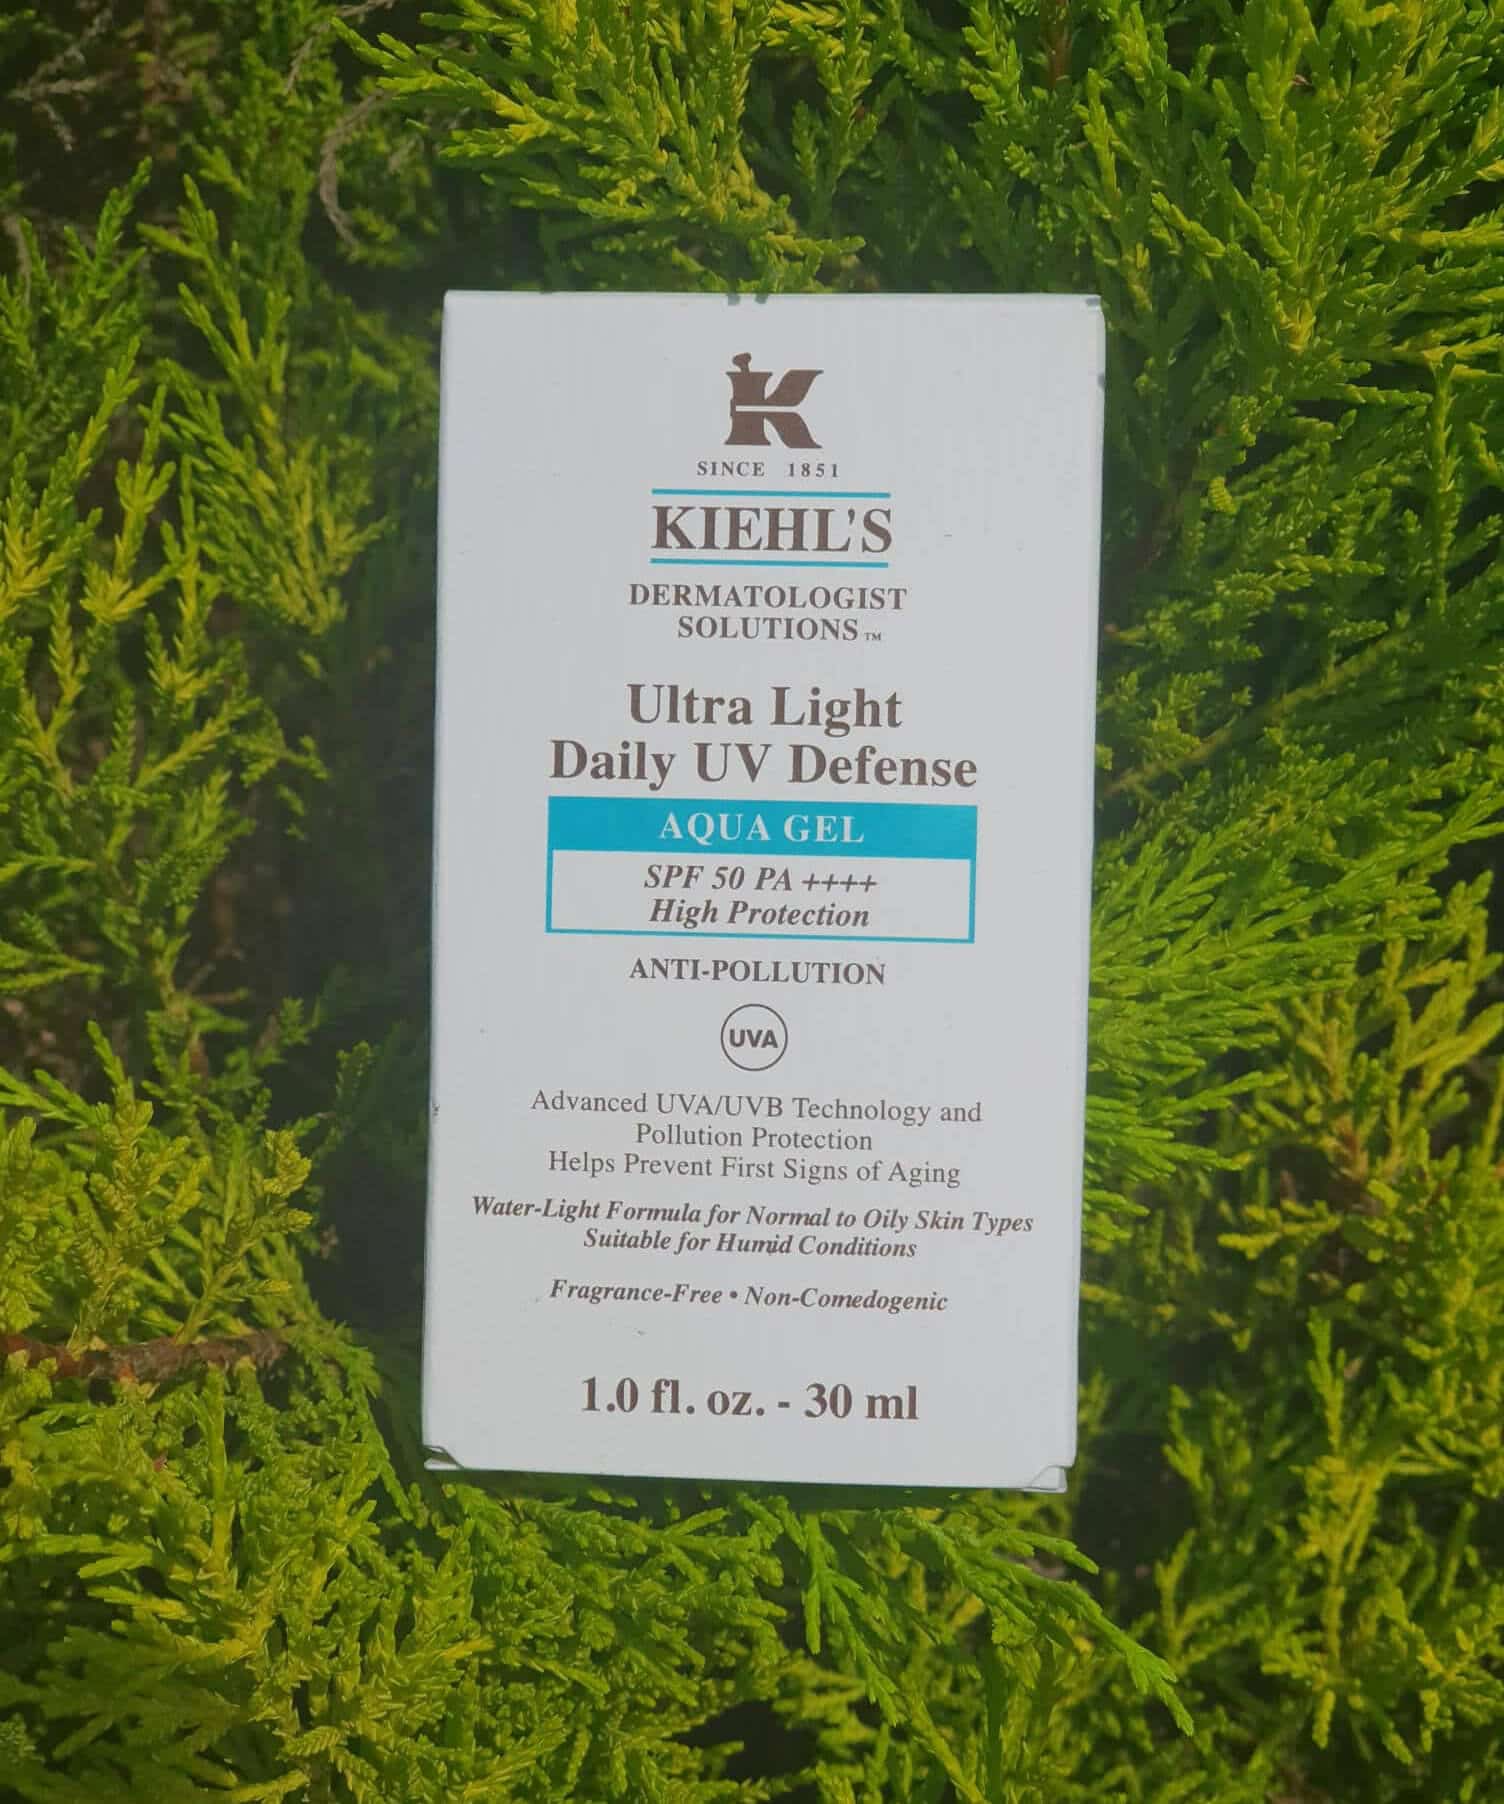 K
SINCE 1851
KIEHL'S
DERMATOLOGIST
SOLUTIONS™
Ultra Light
Daily UV Defense
AQUA GEL
SPF 50 PA ++++
High Protection
ANTI-POLLUTION
UVA
Advanced UVA/UVB Technology and
Pollution Protection
Helps Prevent First Signs of Aging
Water-Light Formula for Normal to Oily Skin Types
Suitable for Humid Conditions
Fragrance-Free • Non-Comedogenic
1.0 fl. oz. - 30 ml